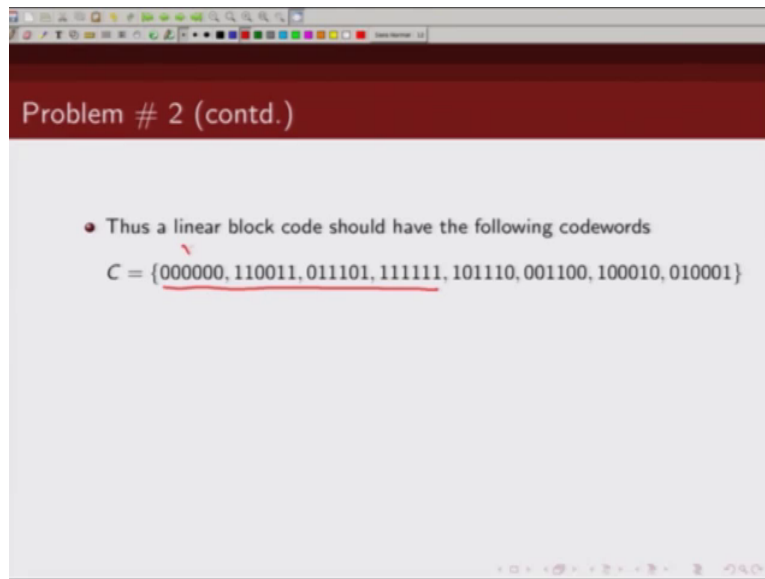 Problem # 2 (contd.)
Thus a linear block code should have the following codewords
C = {000000, 110011, 011101, 111111, 101110, 001100, 100010, 010001}